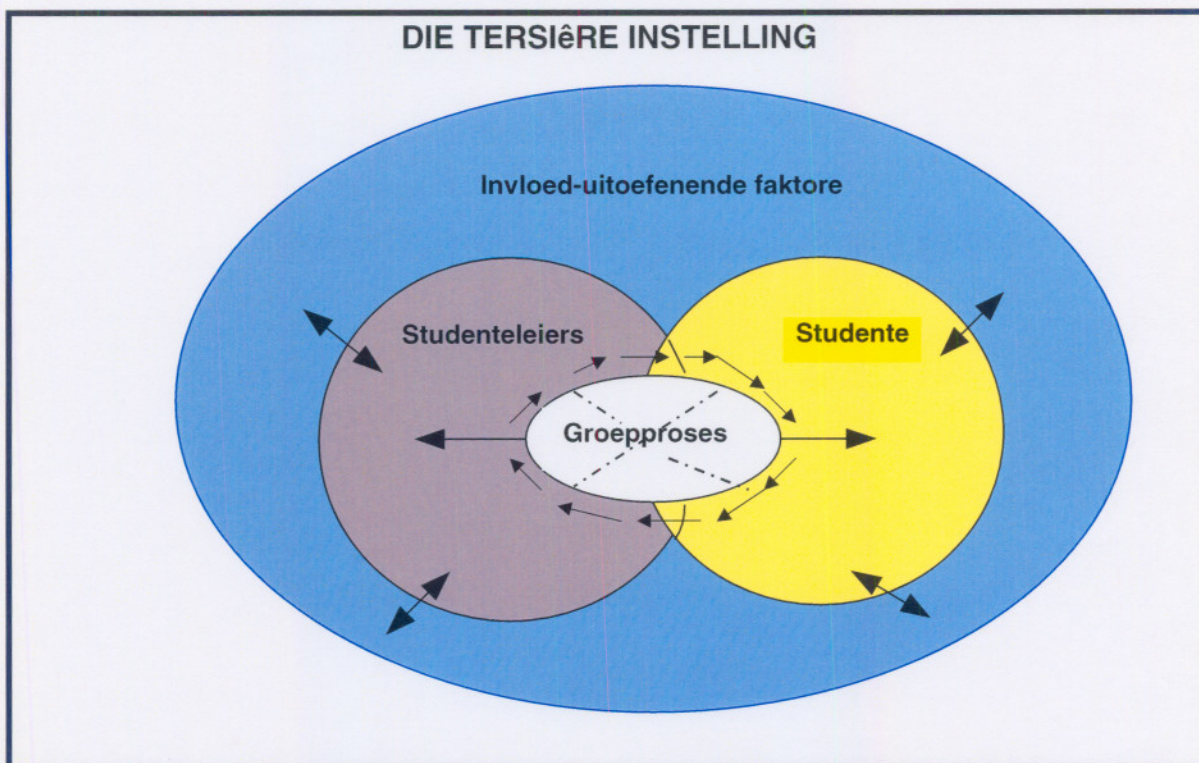 DIE TERSIêRE INSTELLING
Invloed-uitoefenende faktore
Studenteleiers
Studente
Groepproses